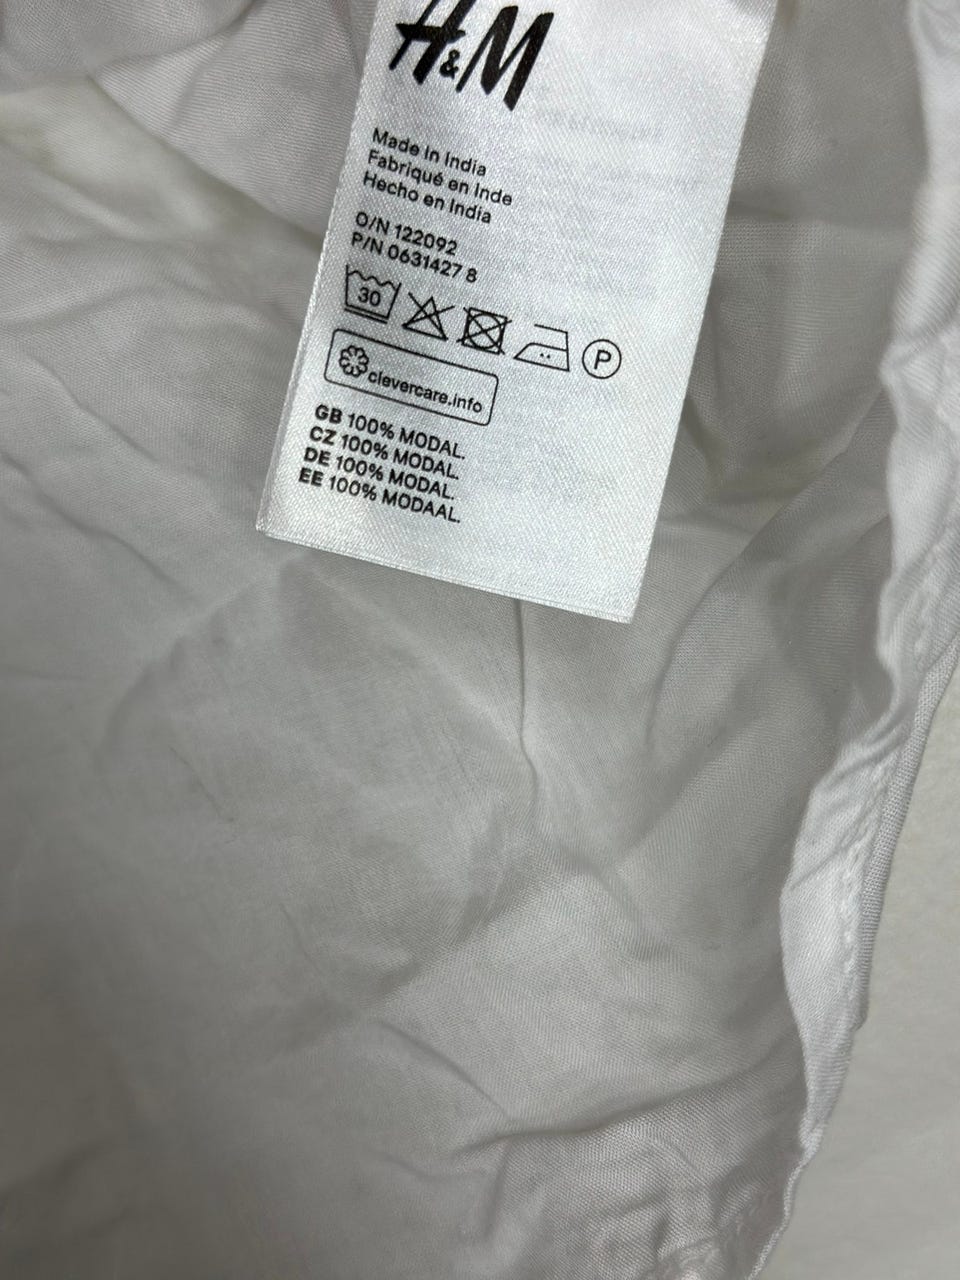 H&M
Made in India
Fabriqué en Inde
Hecho en India
O/N 122092
P/N 0631427 8
30
P
clevercare.info
GB 100% MODAL.
CZ 100% MODAL.
DE 100% MODAL.
EE 100% MODAAL.